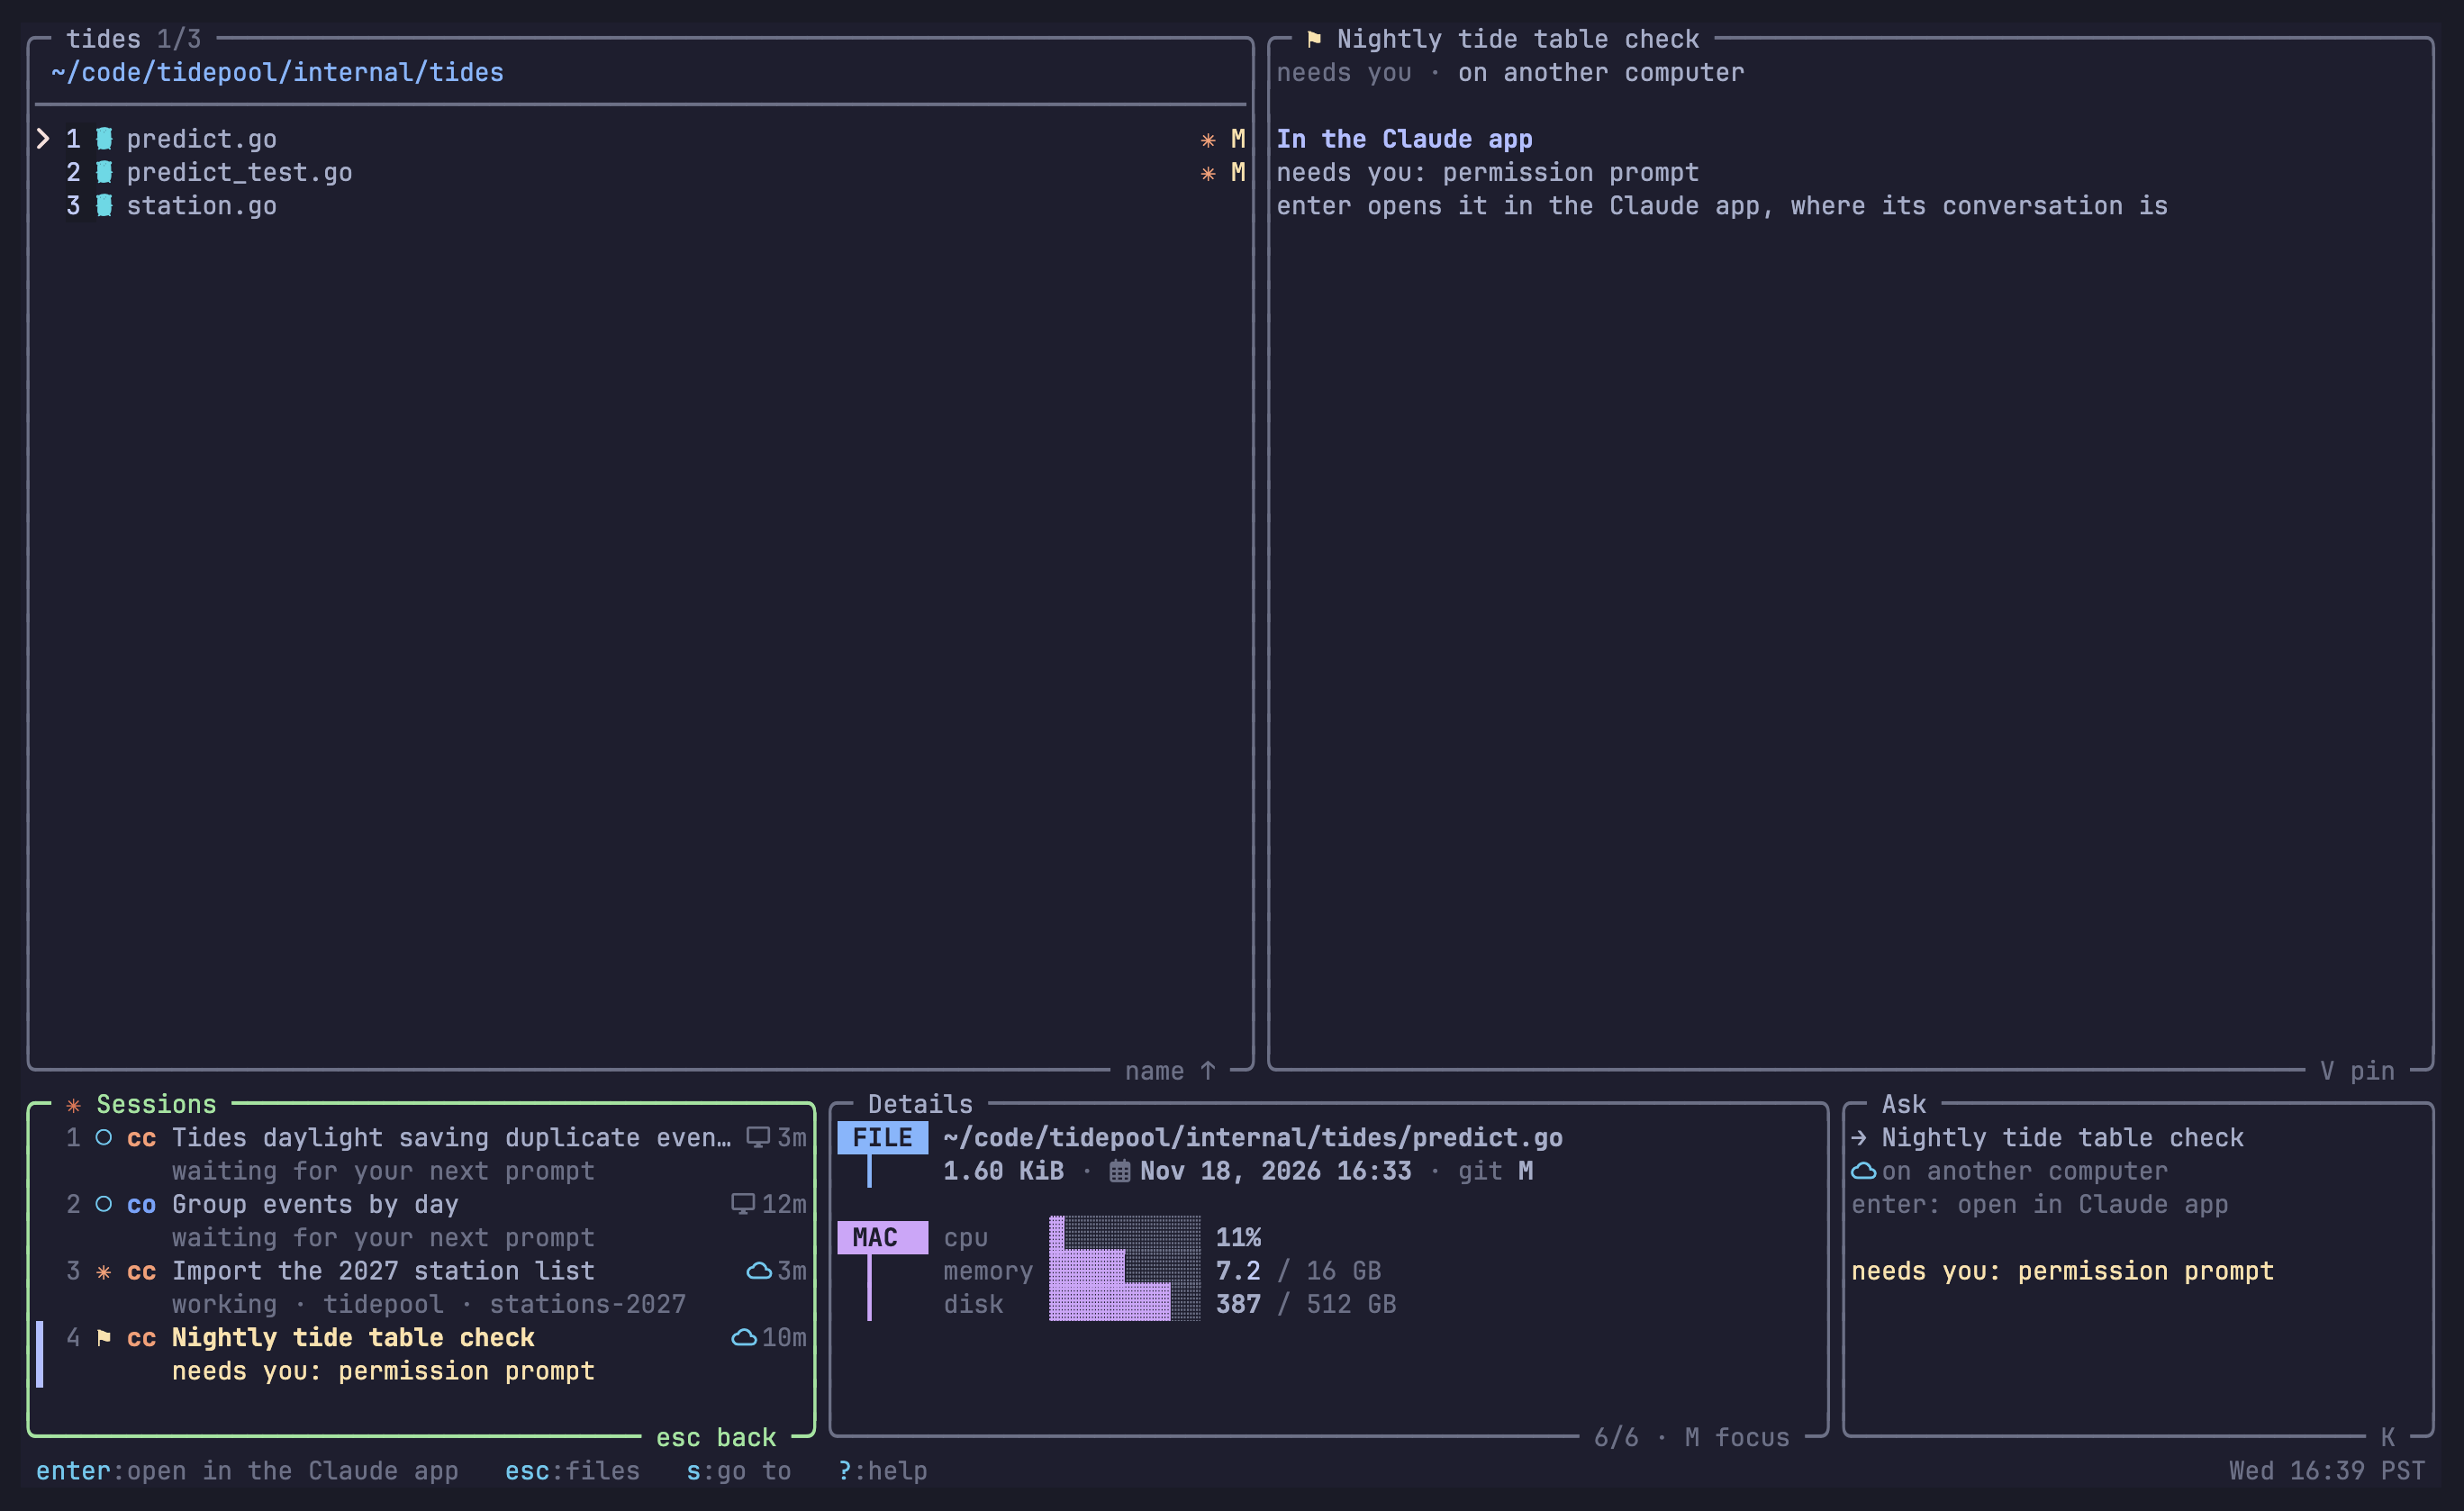 tides 1/3
~/code/tidepool/internal/tides
1 predict.go M
2 predict_test.go M
3 station.go
name ↑
⚑ Nightly tide table check
needs you · on another computer
In the Claude app
needs you: permission prompt
enter opens it in the Claude app, where its conversation is
V pin
✳ Sessions
1 ○ cc Tides daylight saving duplicate even… 3m
waiting for your next prompt
2 ○ co Group events by day 12m
waiting for your next prompt
3 ✳ cc Import the 2027 station list 3m
working · tidepool · stations-2027
4 ⚑ cc Nightly tide table check 10m
needs you: permission prompt
esc back
Details
FILE ~/code/tidepool/internal/tides/predict.go
1.60 KiB · Nov 18, 2026 16:33 · git M
MAC cpu 11%
memory 7.2 / 16 GB
disk 387 / 512 GB
6/6 · M focus
Ask
→ Nightly tide table check
on another computer
enter: open in Claude app
needs you: permission prompt
K
enter:open in the Claude app esc:files s:go to ?:help
Wed 16:39 PST